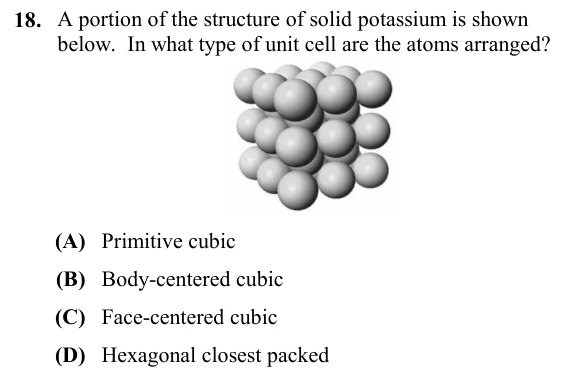 18. A portion of the structure of solid potassium is shown
below. In what type of unit cell are the atoms arranged?
(A) Primitive cubic
(B) Body-centered cubic
(C) Face-centered cubic
(D) Hexagonal closest packed